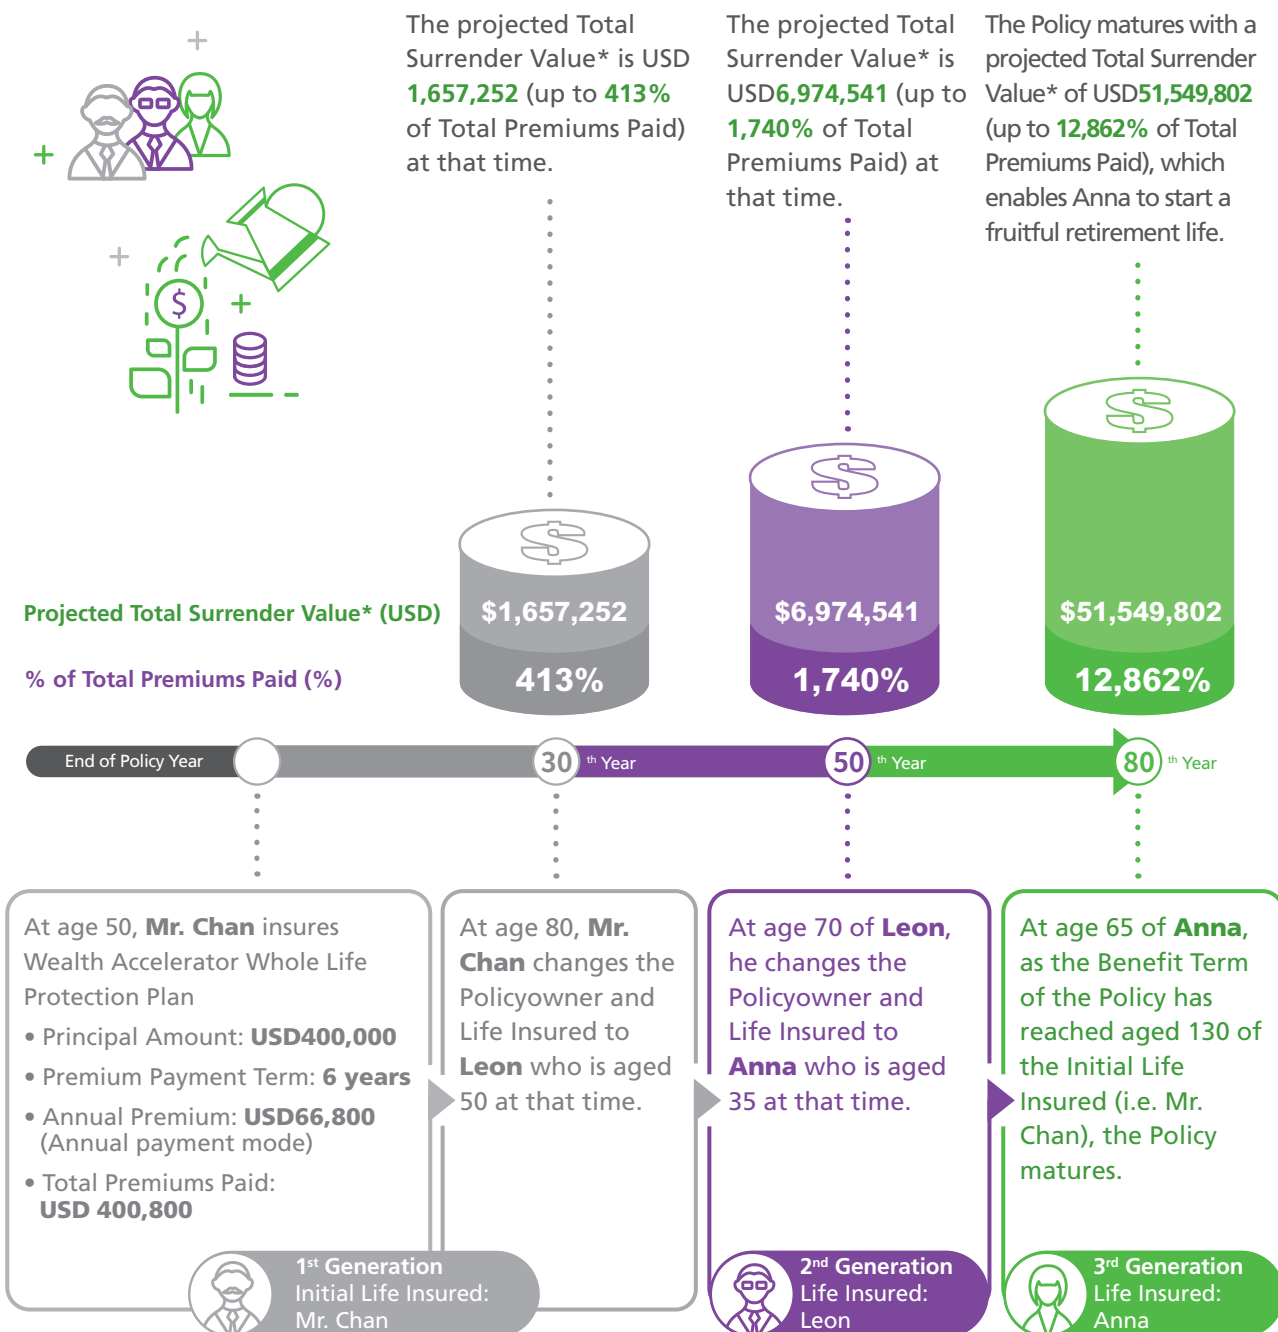 The projected Total
Surrender Value* is USD
1,657,252 (up to 413%
of Total Premiums Paid)
at that time.
The projected Total
Surrender Value* is
USD6,974,541 (up to
1,740% of Total
Premiums Paid) at
that time.
The Policy matures with a
projected Total Surrender
Value* of USD51,549,802
(up to 12,862% of Total
Premiums Paid), which
enables Anna to start a
fruitful retirement life.
$
$
$
$
Projected Total Surrender Value* (USD)
$1,657,252
$6,974,541
$51,549,802
% of Total Premiums Paid (%)
413%
1,740%
12,862%
End of Policy Year
30 th Year
50 th Year
80 th Year
At age 50, Mr. Chan insures
Wealth Accelerator Whole Life
Protection Plan
• Principal Amount: USD400,000
• Premium Payment Term: 6 years
• Annual Premium: USD66,800
(Annual payment mode)
• Total Premiums Paid:
USD 400,800
1st Generation
Initial Life Insured:
Mr. Chan
At age 80, Mr.
Chan changes the
Policyowner and
Life Insured to
Leon who is aged
50 at that time.
At age 70 of Leon,
he changes the
Policyowner and
Life Insured to
Anna who is aged
35 at that time.
2nd Generation
Life Insured:
Leon
At age 65 of Anna,
as the Benefit Term
of the Policy has
reached aged 130 of
the Initial Life
Insured (i.e. Mr.
Chan), the Policy
matures.
3rd Generation
Life Insured:
Anna